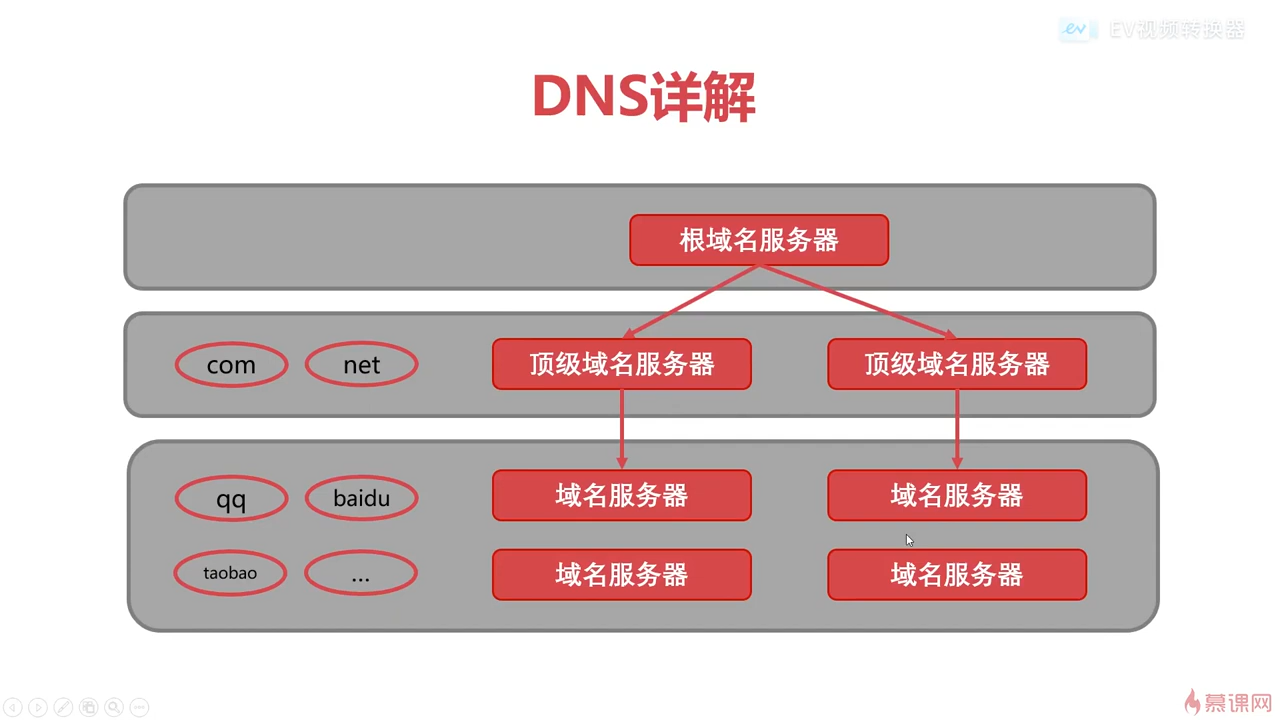 EV视频转换器
DNS详解
根域名服务器
com net 顶级域名服务器 顶级域名服务器
qq baidu 域名服务器 域名服务器
taobao ... 域名服务器 域名服务器
慕课网